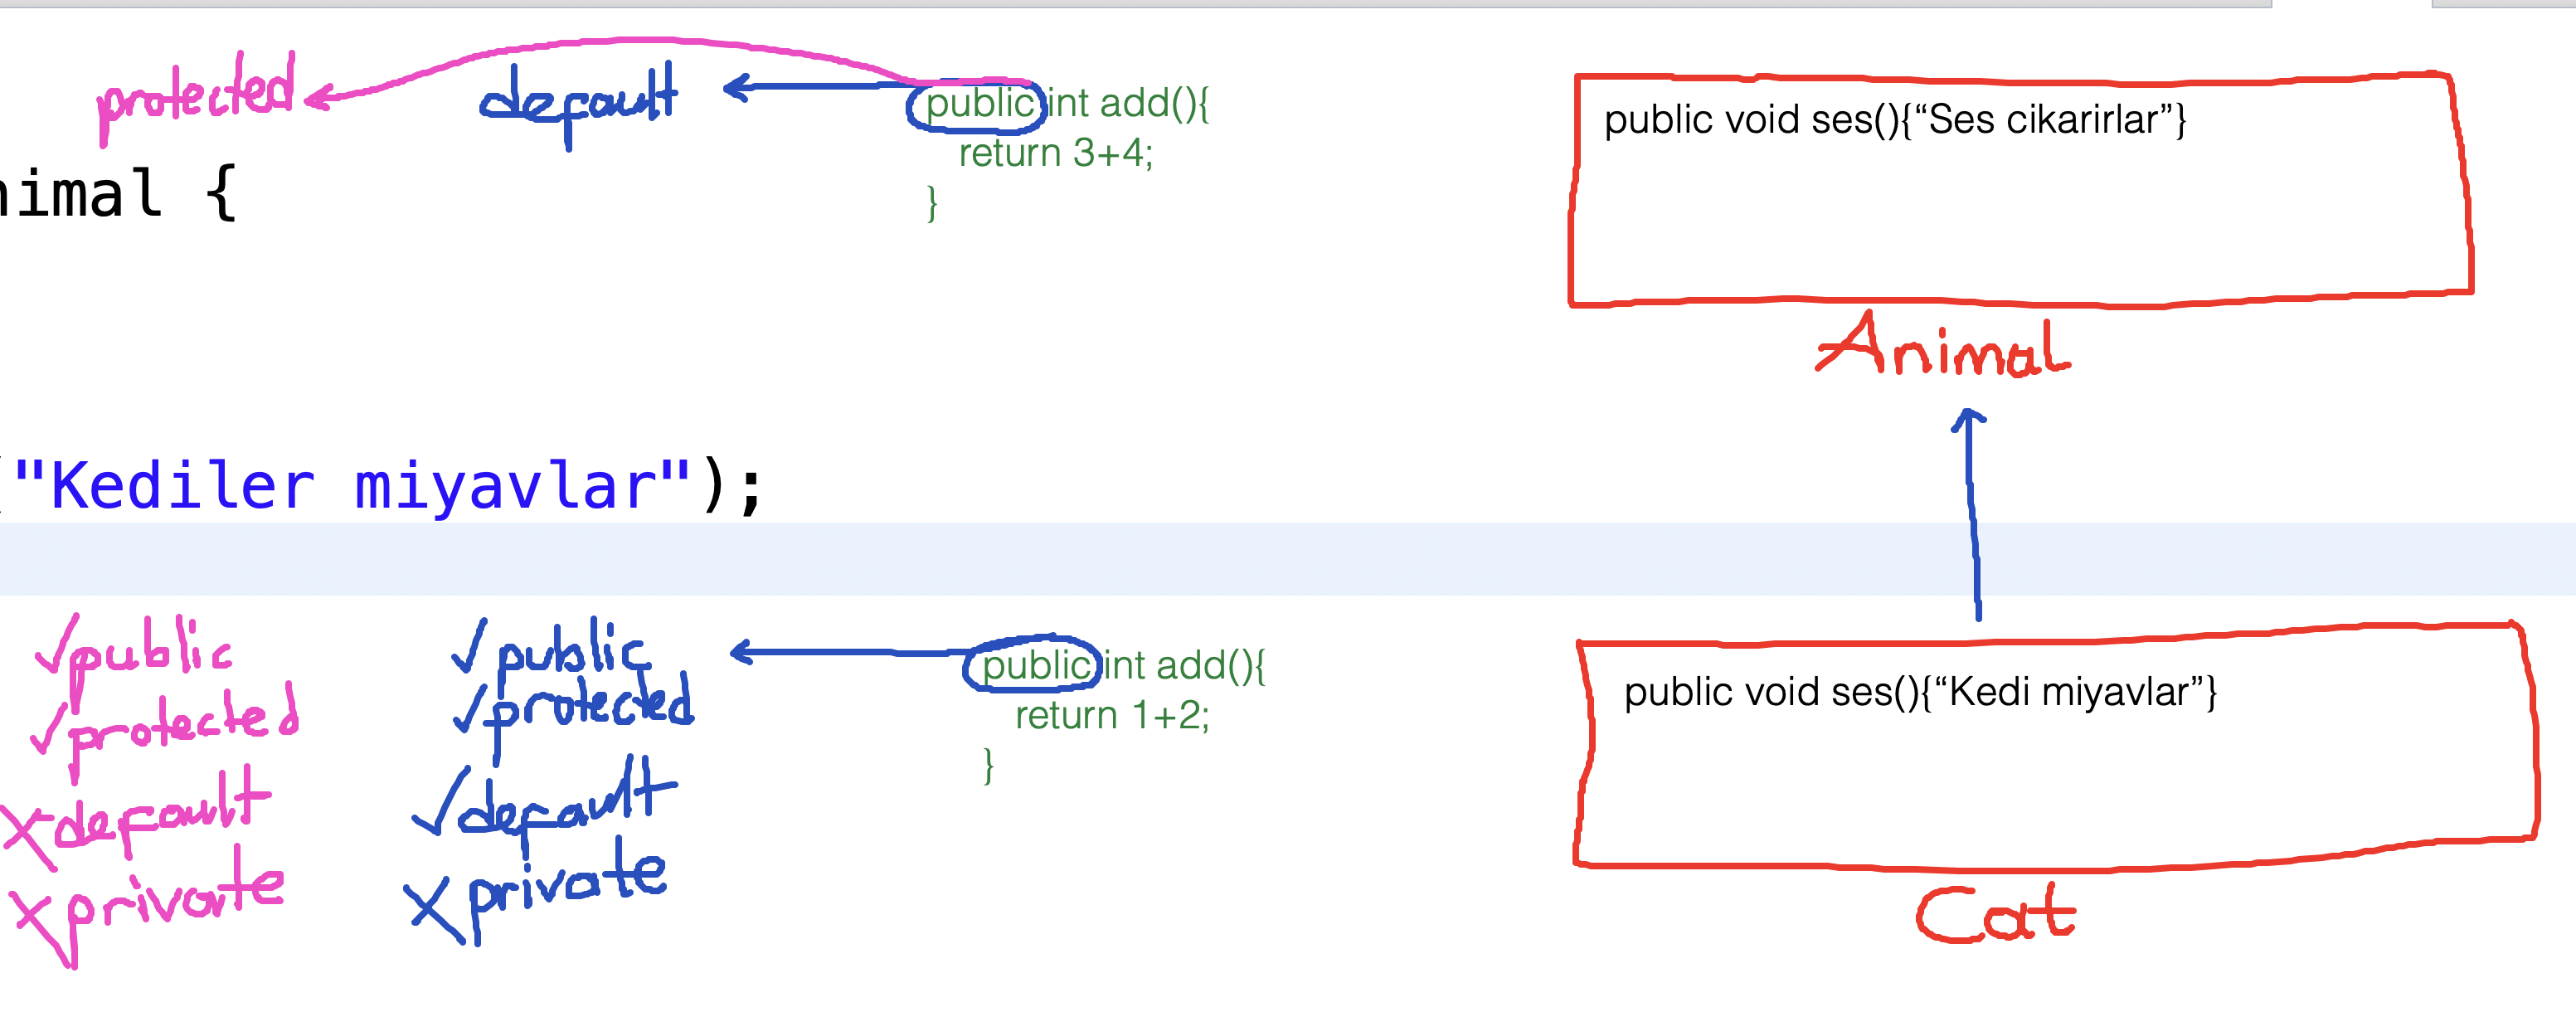 protected
default
public int add(){
return 3+4;
}
public void ses(){“Ses cikarirlar”}
nimal {
Animal
("Kediler miyavlar");
✓public
✓protected
xdefault
xprivate
✓public
✓protected
✓default
xprivate
public int add(){
return 1+2;
}
public void ses(){“Kedi miyavlar”}
Cat